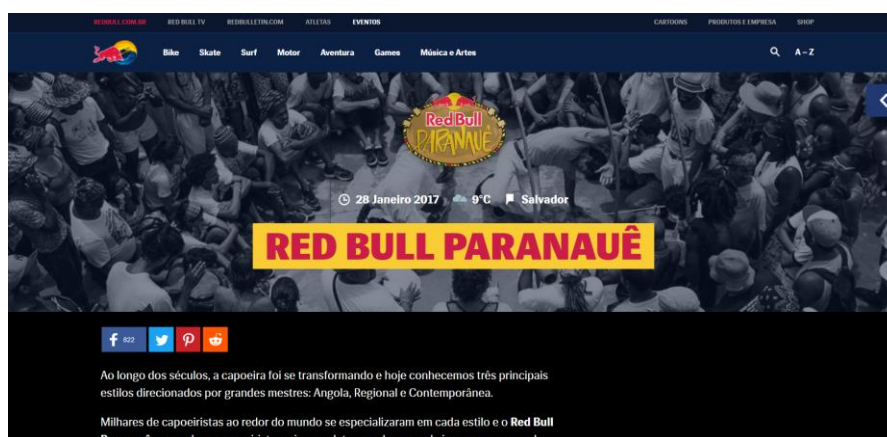 REDBULL.COM.BR RED BULL TV REDBULLETIN.COM ATLETAS EVENTOS CARTOONS PRODUTOS E EMPRESA SHOP
Bike Skate Surf Motor Aventura Games Música e Artes A – Z
Red Bull
PARANAUÊ
28 Janeiro 2017 9°C Salvador
RED BULL PARANAUÊ
822
Ao longo dos séculos, a capoeira foi se transformando e hoje conhecemos três principais
estilos direcionados por grandes mestres: Angola, Regional e Contemporânea.
Milhares de capoeiristas ao redor do mundo se especializaram em cada estilo e o Red Bull